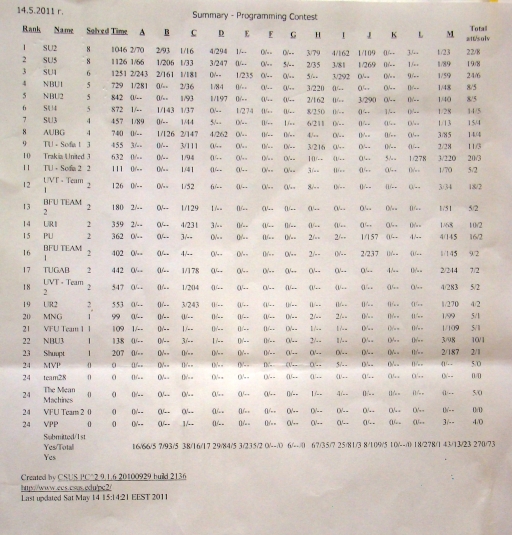 14.5.2011 г.
Summary - Programming Contest
Rank Name Solved Time A B C D E F G H I J K L M Total att/solv
1 SU2 8 1046 2/70 2/93 1/16 4/294 1/-- 0/-- 0/-- 3/79 4/162 1/109 0/-- 3/-- 1/23 22/8
2 SU5 8 1126 1/66 1/206 1/33 3/247 0/-- 0/-- 5/-- 2/35 3/81 1/269 0/-- 0/-- 1/89 19/8
3 SU1 6 1251 2/243 2/161 1/181 0/-- 1/235 0/-- 0/-- 5/-- 3/292 0/-- 0/-- 0/-- 1/59 24/6
4 NBU1 5 729 1/281 0/-- 2/36 1/84 0/-- 0/-- 0/-- 3/220 0/-- 0/-- 0/-- 0/-- 1/48 8/5
5 NBU2 5 842 0/-- 0/-- 1/93 1/197 0/-- 0/-- 0/-- 2/162 0/-- 3/290 0/-- 0/-- 1/40 8/5
6 SU4 5 872 1/-- 1/143 1/37 0/-- 1/274 0/-- 0/-- 8/250 0/-- 0/-- 1/-- 0/-- 1/28 14/5
7 SU3 4 457 1/89 0/-- 1/44 5/-- 0/-- 0/-- 1/-- 6/211 0/-- 0/-- 0/-- 0/-- 1/13 15/4
8 AUBG 4 740 0/-- 1/126 2/147 4/262 0/-- 0/-- 0/-- 4/-- 0/-- 0/-- 0/-- 0/-- 3/85 14/4
9 TU - Sofia 1 3 455 3/-- 0/-- 3/111 0/-- 0/-- 0/-- 0/-- 3/216 0/-- 0/-- 0/-- 0/-- 2/28 11/3
10 Trakia United 3 632 0/-- 0/-- 1/94 0/-- 0/-- 0/-- 0/-- 10/-- 0/-- 0/-- 5/-- 1/278 3/220 20/3
11 TU - Sofia 2 2 111 0/-- 0/-- 1/41 0/-- 0/-- 0/-- 0/-- 3/-- 0/-- 0/-- 0/-- 0/-- 1/70 5/2
12 UVT - Team 1 2 126 0/-- 0/-- 1/52 6/-- 0/-- 0/-- 0/-- 8/-- 0/-- 0/-- 0/-- 0/-- 3/34 18/2
13 BFU TEAM 2 2 180 2/-- 0/-- 1/129 1/-- 0/-- 0/-- 0/-- 0/-- 0/-- 0/-- 0/-- 0/-- 1/51 5/2
14 UR1 2 359 2/-- 0/-- 4/231 3/-- 0/-- 0/-- 0/-- 0/-- 0/-- 0/-- 0/-- 0/-- 1/68 10/2
15 PU 2 362 0/-- 0/-- 3/-- 0/-- 0/-- 0/-- 0/-- 2/-- 2/-- 1/157 0/-- 4/-- 4/145 16/2
16 BFU TEAM 1 2 402 0/-- 0/-- 4/-- 0/-- 0/-- 0/-- 0/-- 2/-- 0/-- 2/237 0/-- 0/-- 1/145 9/2
17 TUGAB 2 442 0/-- 0/-- 1/178 0/-- 0/-- 0/-- 0/-- 0/-- 0/-- 0/-- 4/-- 0/-- 2/244 7/2
18 UVT - Team 2 2 547 0/-- 0/-- 1/204 0/-- 0/-- 0/-- 0/-- 0/-- 0/-- 0/-- 0/-- 0/-- 4/283 5/2
19 UR2 2 553 0/-- 0/-- 3/243 0/-- 0/-- 0/-- 0/-- 0/-- 0/-- 0/-- 0/-- 0/-- 1/270 4/2
20 MNG 1 99 0/-- 0/-- 0/-- 0/-- 0/-- 0/-- 0/-- 2/-- 2/-- 0/-- 0/-- 0/-- 1/99 5/1
21 VFU Team 1 1 109 1/-- 0/-- 1/-- 0/-- 1/-- 0/-- 0/-- 1/-- 1/-- 0/-- 0/-- 0/-- 1/109 5/1
22 NBU3 1 138 0/-- 0/-- 3/-- 1/-- 0/-- 0/-- 0/-- 2/-- 1/-- 0/-- 0/-- 0/-- 3/98 10/1
23 Shuupt 1 207 0/-- 0/-- 0/-- 0/-- 0/-- 0/-- 0/-- 0/-- 0/-- 0/-- 0/-- 0/-- 2/187 2/1
24 MVP 0 0 0/-- 0/-- 0/-- 0/-- 0/-- 0/-- 0/-- 0/-- 5/-- 0/-- 0/-- 0/-- 0/-- 5/0
24 team28 0 0 0/-- 0/-- 0/-- 0/-- 0/-- 0/-- 0/-- 0/-- 0/-- 0/-- 0/-- 0/-- 0/-- 0/0
24 The Mean Machines 0 0 0/-- 0/-- 0/-- 0/-- 0/-- 0/-- 0/-- 1/-- 4/-- 0/-- 0/-- 0/-- 0/-- 5/0
24 VFU Team 2 0 0 0/-- 0/-- 0/-- 0/-- 0/-- 0/-- 0/-- 0/-- 0/-- 0/-- 0/-- 0/-- 0/-- 0/0
24 VPP 0 0 0/-- 0/-- 1/-- 0/-- 0/-- 0/-- 0/-- 0/-- 0/-- 0/-- 0/-- 0/-- 3/-- 4/0
Submitted/1st
Yes/Total 16/66/5 7/93/5 38/16/17 29/84/5 3/235/2 0/--/0 6/--/0 67/35/7 25/81/3 8/109/5 10/--/0 18/278/1 43/13/23 270/73
Yes
Created by CSUS PC^2 9.1.6 20100929 build 2136
http://www.ecs.csus.edu/pc2/
Last updated Sat May 14 15:14:21 EEST 2011